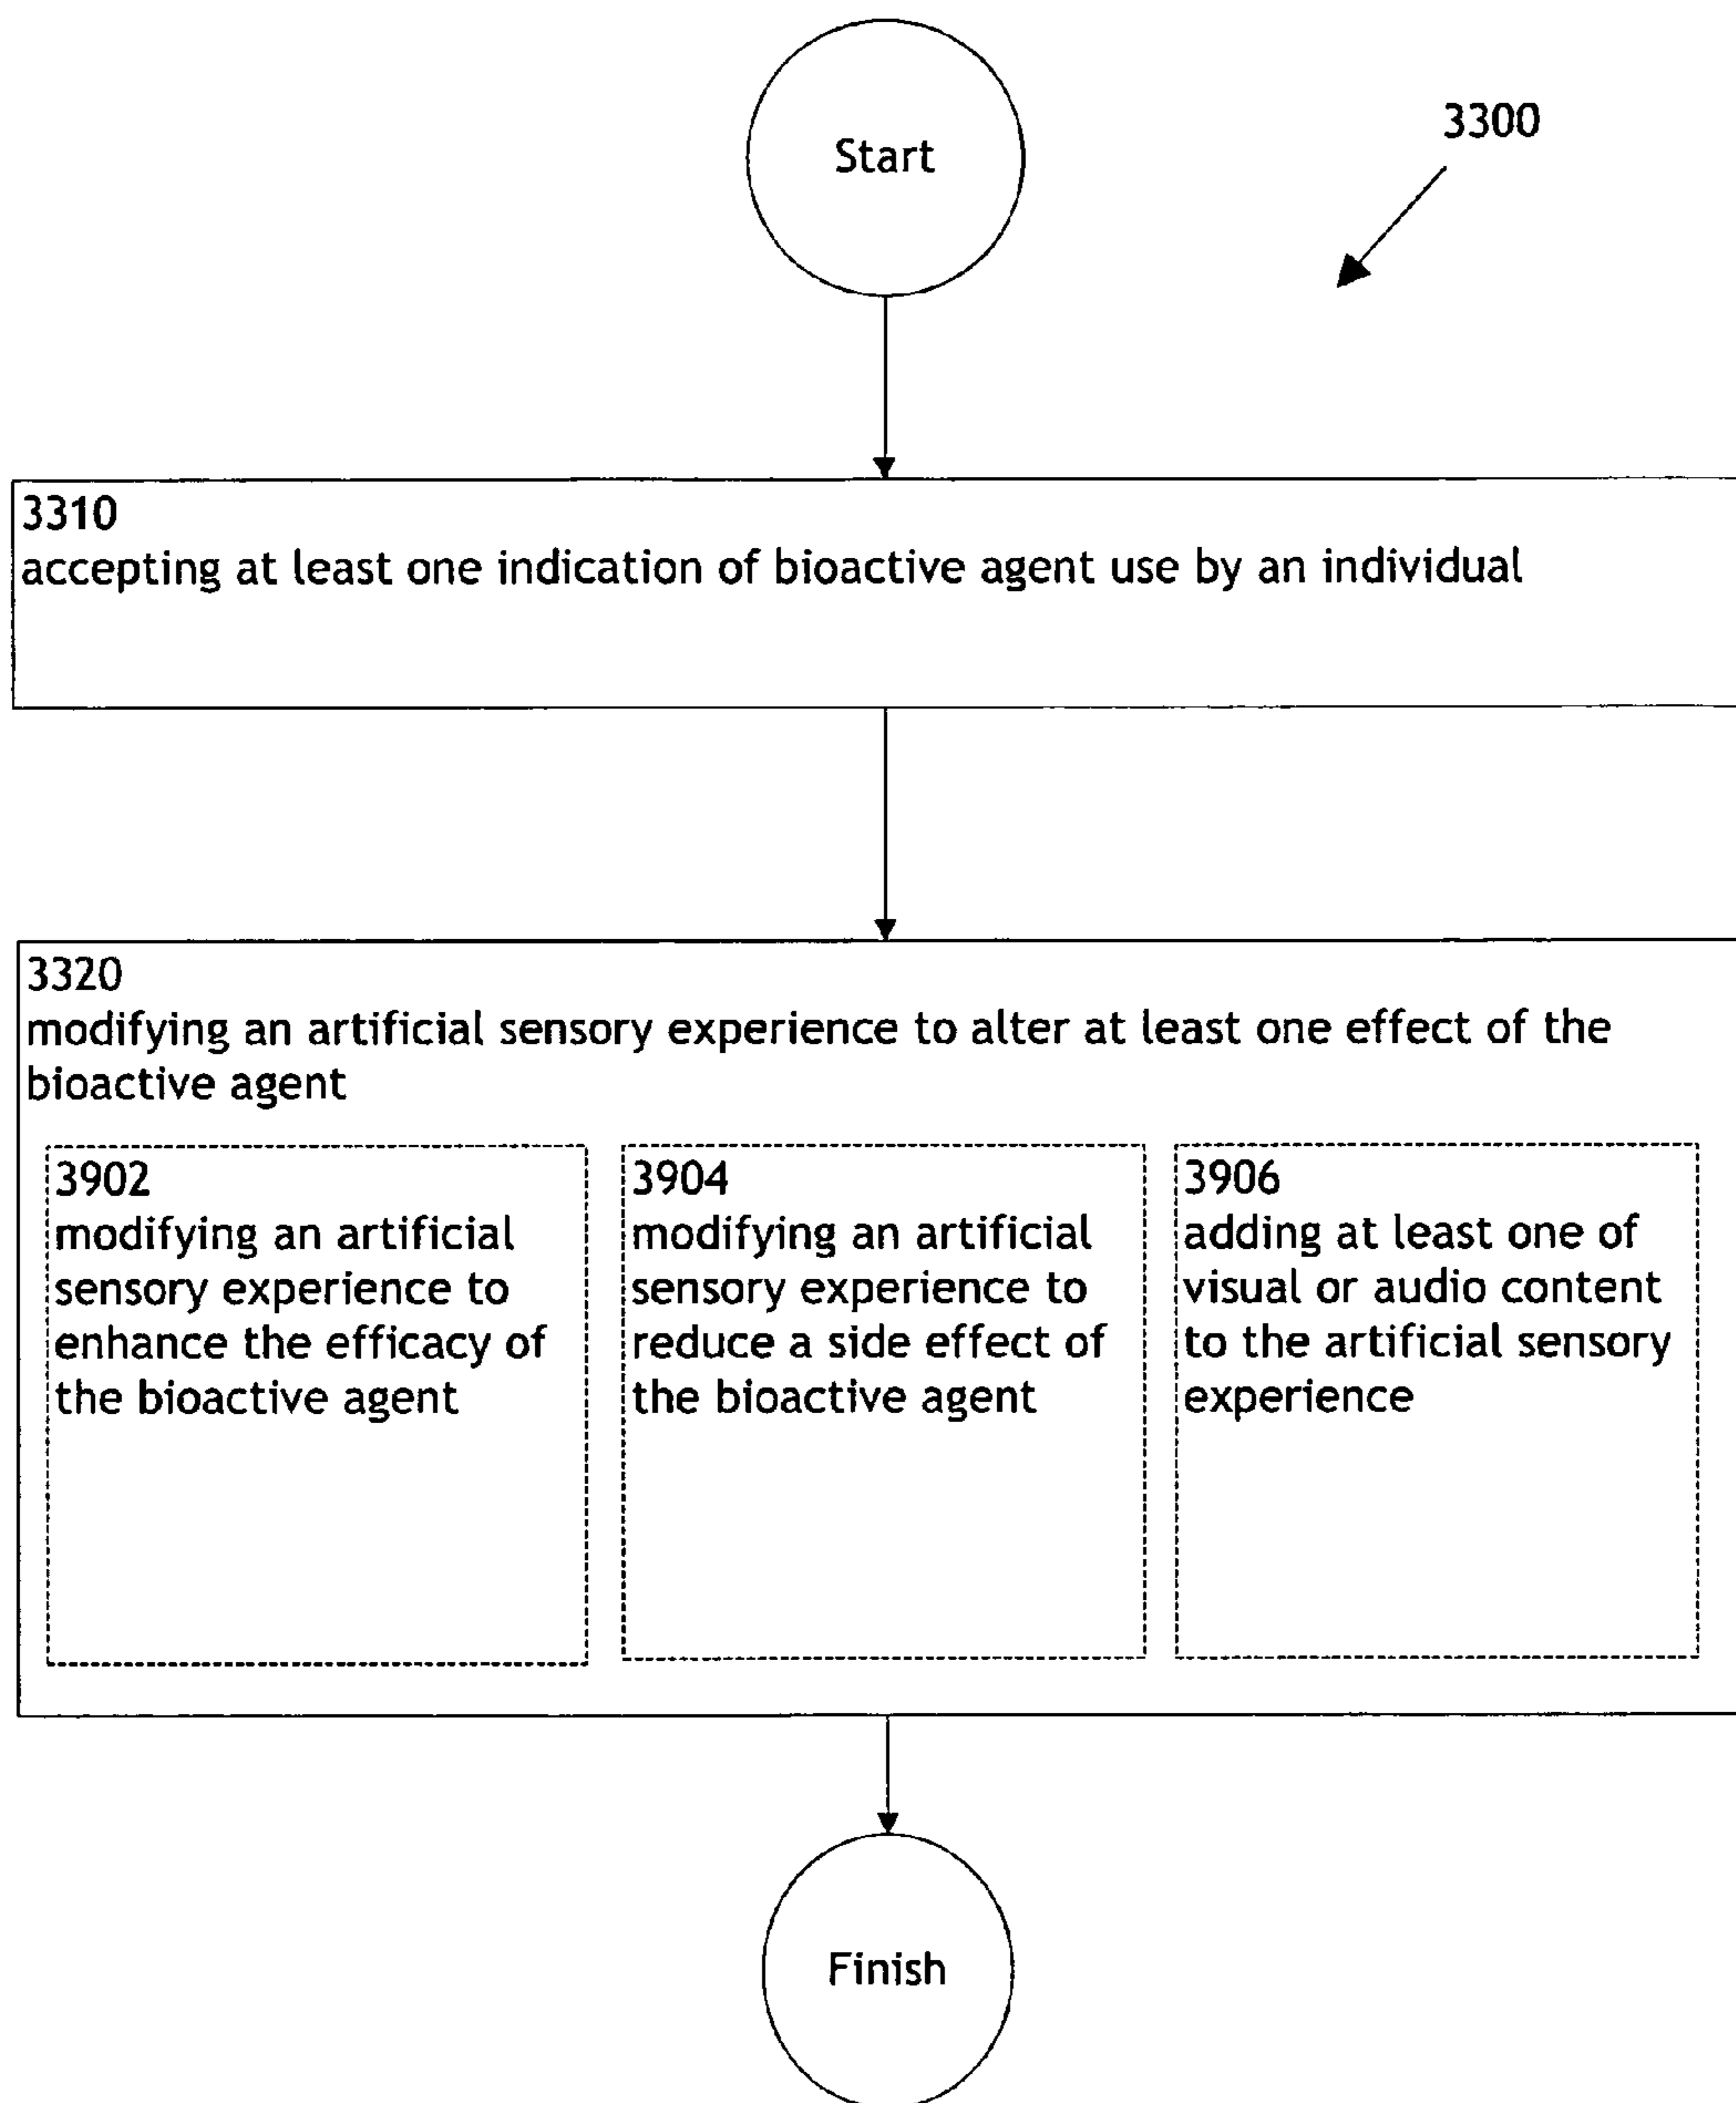 Start
3300
3310
accepting at least one indication of bioactive agent use by an individual
3320
modifying an artificial sensory experience to alter at least one effect of the
bioactive agent
3902
modifying an artificial
sensory experience to
enhance the efficacy of
the bioactive agent
3904
modifying an artificial
sensory experience to
reduce a side effect of
the bioactive agent
3906
adding at least one of
visual or audio content
to the artificial sensory
experience
Finish